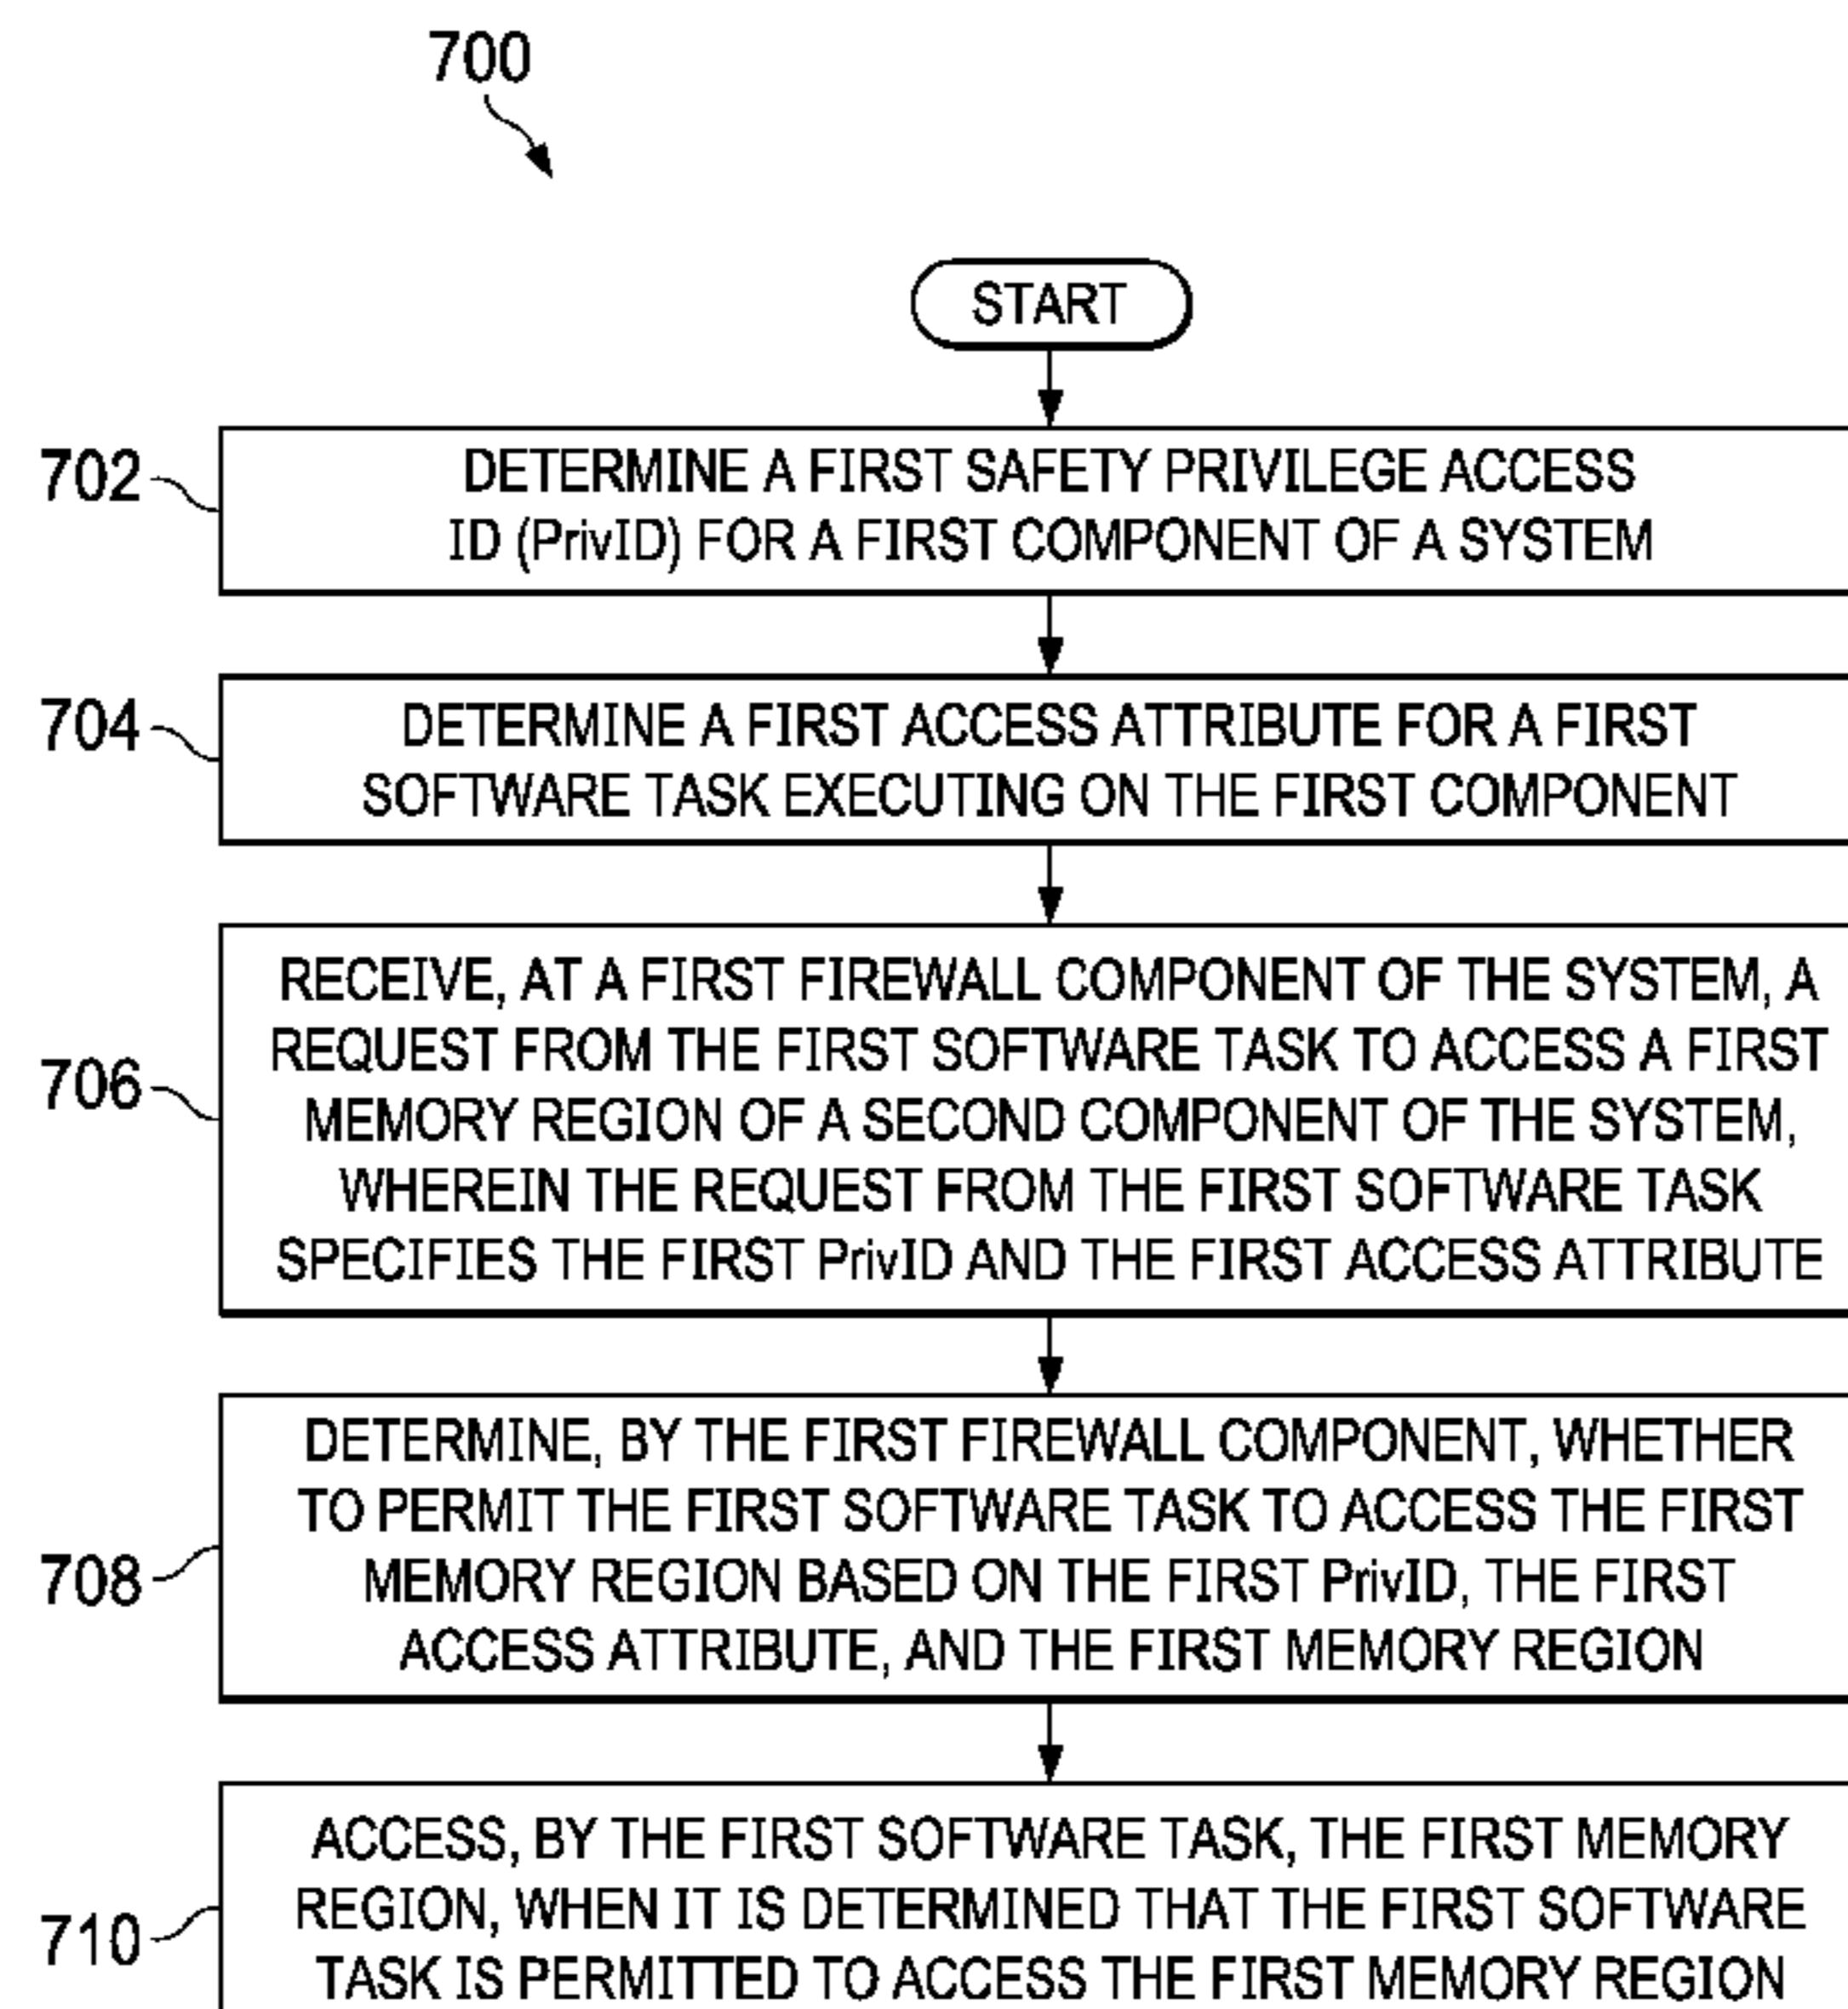 700
START
702
DETERMINE A FIRST SAFETY PRIVILEGE ACCESS
ID (PrivID) FOR A FIRST COMPONENT OF A SYSTEM
704
DETERMINE A FIRST ACCESS ATTRIBUTE FOR A FIRST
SOFTWARE TASK EXECUTING ON THE FIRST COMPONENT
706
RECEIVE, AT A FIRST FIREWALL COMPONENT OF THE SYSTEM, A
REQUEST FROM THE FIRST SOFTWARE TASK TO ACCESS A FIRST
MEMORY REGION OF A SECOND COMPONENT OF THE SYSTEM,
WHEREIN THE REQUEST FROM THE FIRST SOFTWARE TASK
SPECIFIES THE FIRST PrivID AND THE FIRST ACCESS ATTRIBUTE
708
DETERMINE, BY THE FIRST FIREWALL COMPONENT, WHETHER
TO PERMIT THE FIRST SOFTWARE TASK TO ACCESS THE FIRST
MEMORY REGION BASED ON THE FIRST PrivID, THE FIRST
ACCESS ATTRIBUTE, AND THE FIRST MEMORY REGION
710
ACCESS, BY THE FIRST SOFTWARE TASK, THE FIRST MEMORY
REGION, WHEN IT IS DETERMINED THAT THE FIRST SOFTWARE
TASK IS PERMITTED TO ACCESS THE FIRST MEMORY REGION